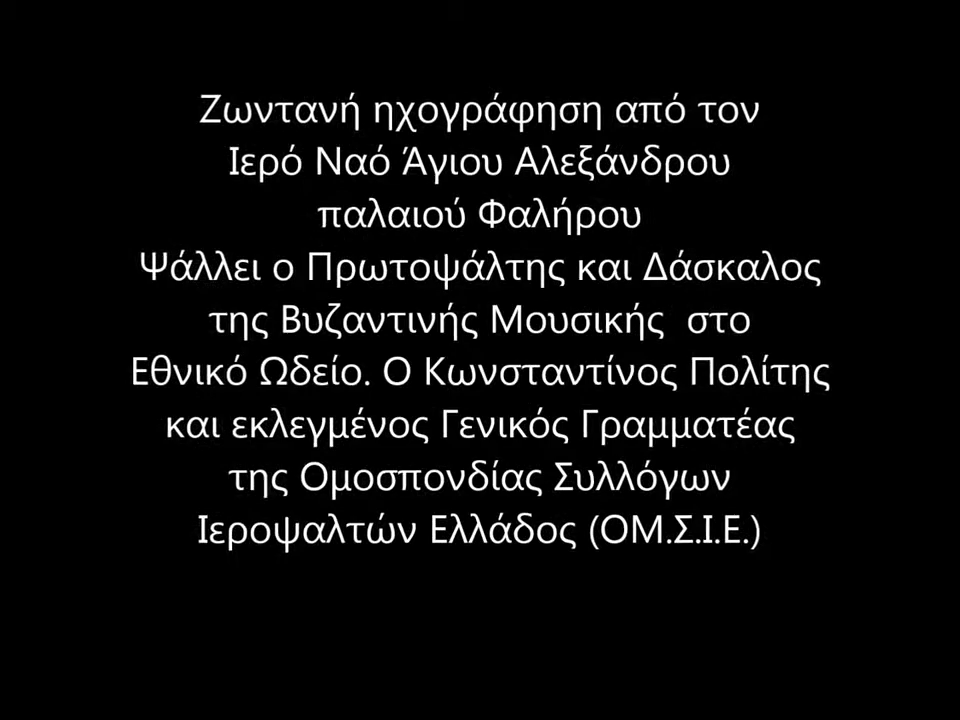 Ζωντανή ηχογράφηση από τον
Ιερό Ναό Άγιου Αλεξάνδρου
παλαιού Φαλήρου
Ψάλλει ο Πρωτοψάλτης και Δάσκαλος
της Βυζαντινής Μουσικής  στο
Εθνικό Ωδείο. Ο Κωνσταντίνος Πολίτης
και εκλεγμένος Γενικός Γραμματέας
της Ομοσπονδίας Συλλόγων
Ιεροψαλτών Ελλάδος (ΟΜ.Σ.Ι.Ε.)